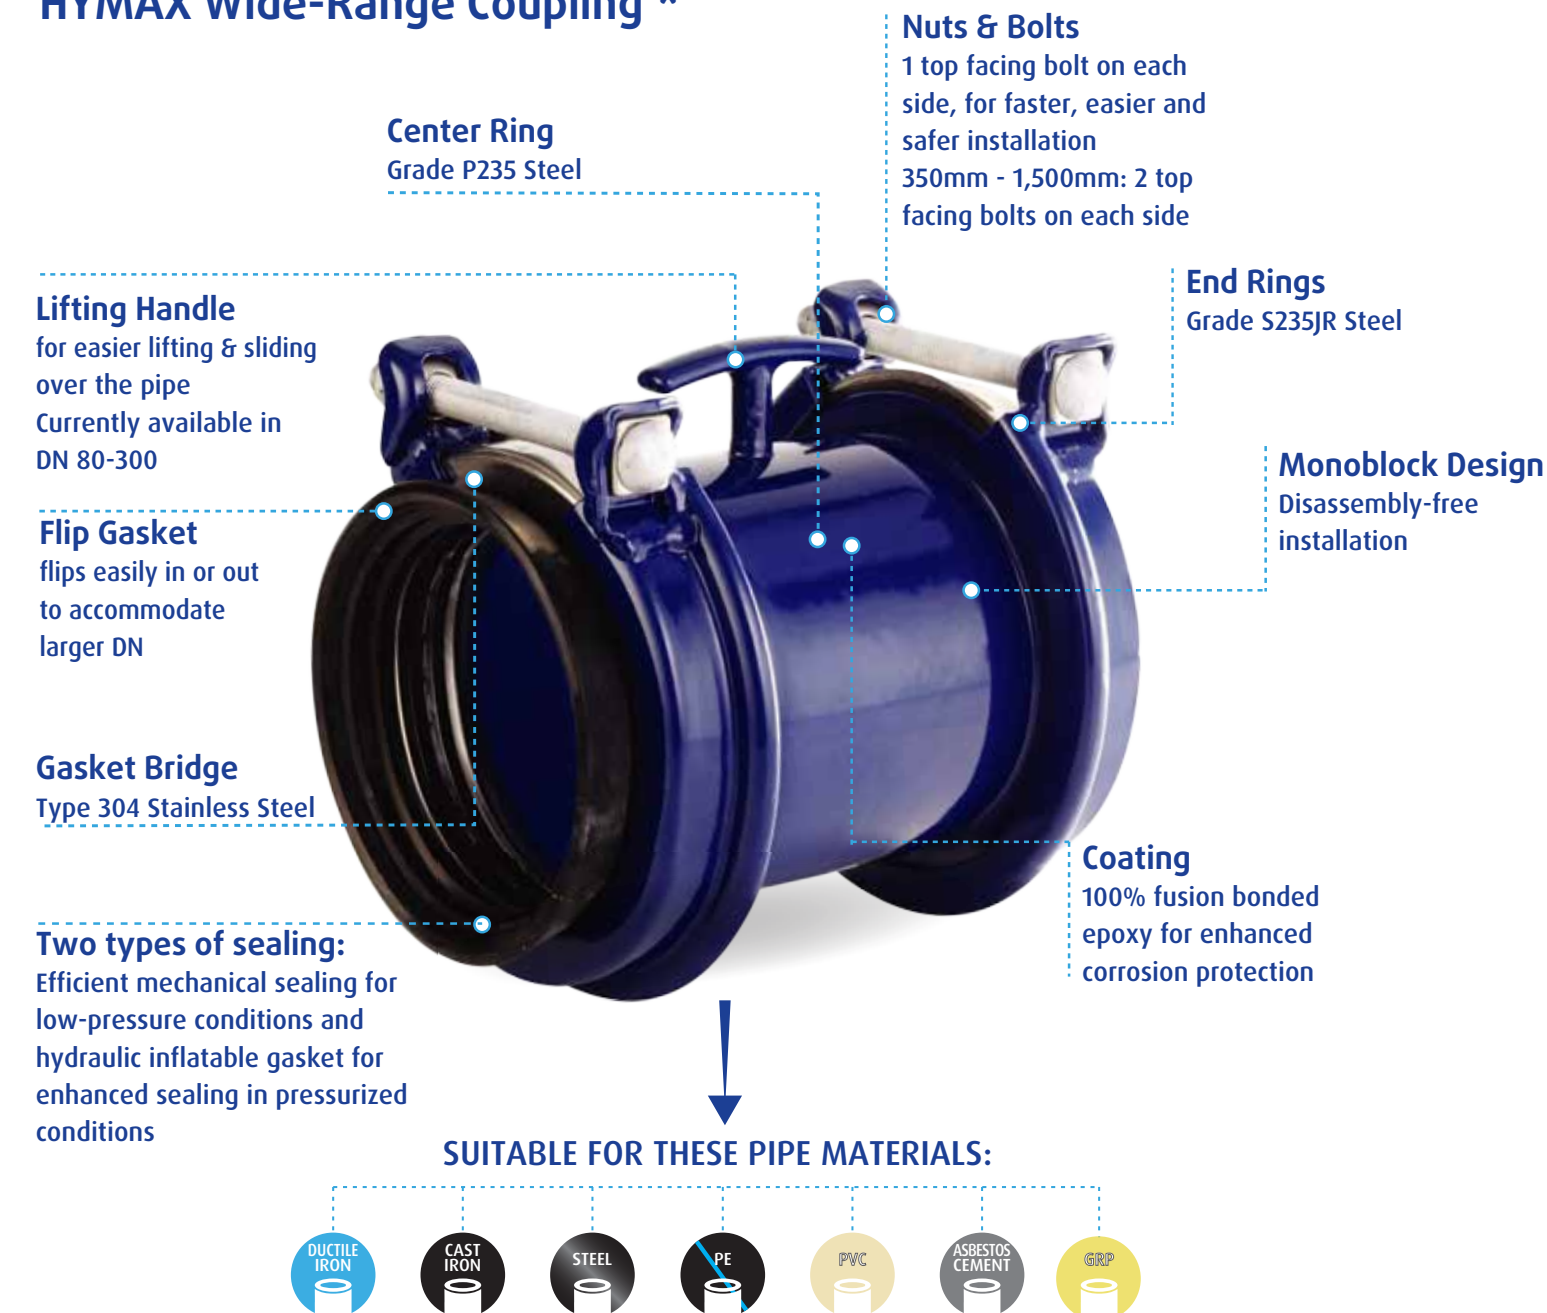 HYMAX Wide-Range Coupling *
Nuts & Bolts
1 top facing bolt on each
side, for faster, easier and
safer installation
350mm - 1,500mm: 2 top
facing bolts on each side
Center Ring
Grade P235 Steel
End Rings
Grade S235JR Steel
Lifting Handle
for easier lifting & sliding
over the pipe
Currently available in
DN 80-300
Monoblock Design
Disassembly-free
installation
Flip Gasket
flips easily in or out
to accommodate
larger DN
Gasket Bridge
Type 304 Stainless Steel
Coating
100% fusion bonded
epoxy for enhanced
corrosion protection
Two types of sealing:
Efficient mechanical sealing for
low-pressure conditions and
hydraulic inflatable gasket for
enhanced sealing in pressurized
conditions
SUITABLE FOR THESE PIPE MATERIALS:
DUCTILE
IRON
CAST
IRON
STEEL
PE
PVC
ASBESTOS
CEMENT
GRP